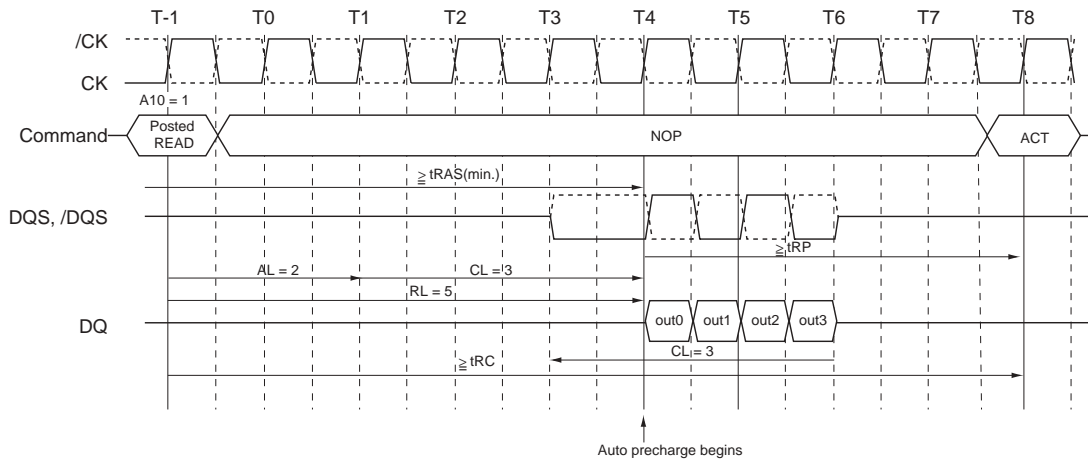 T-1 T0 T1 T2 T3 T4 T5 T6 T7 T8
/CK
CK
A10 = 1
Command
Posted
READ
NOP
ACT
≧ tRAS(min.)
DQS, /DQS
≧ tRP
AL = 2
CL = 3
RL = 5
DQ
out0 out1 out2 out3
CL = 3
≧ tRC
Auto precharge begins